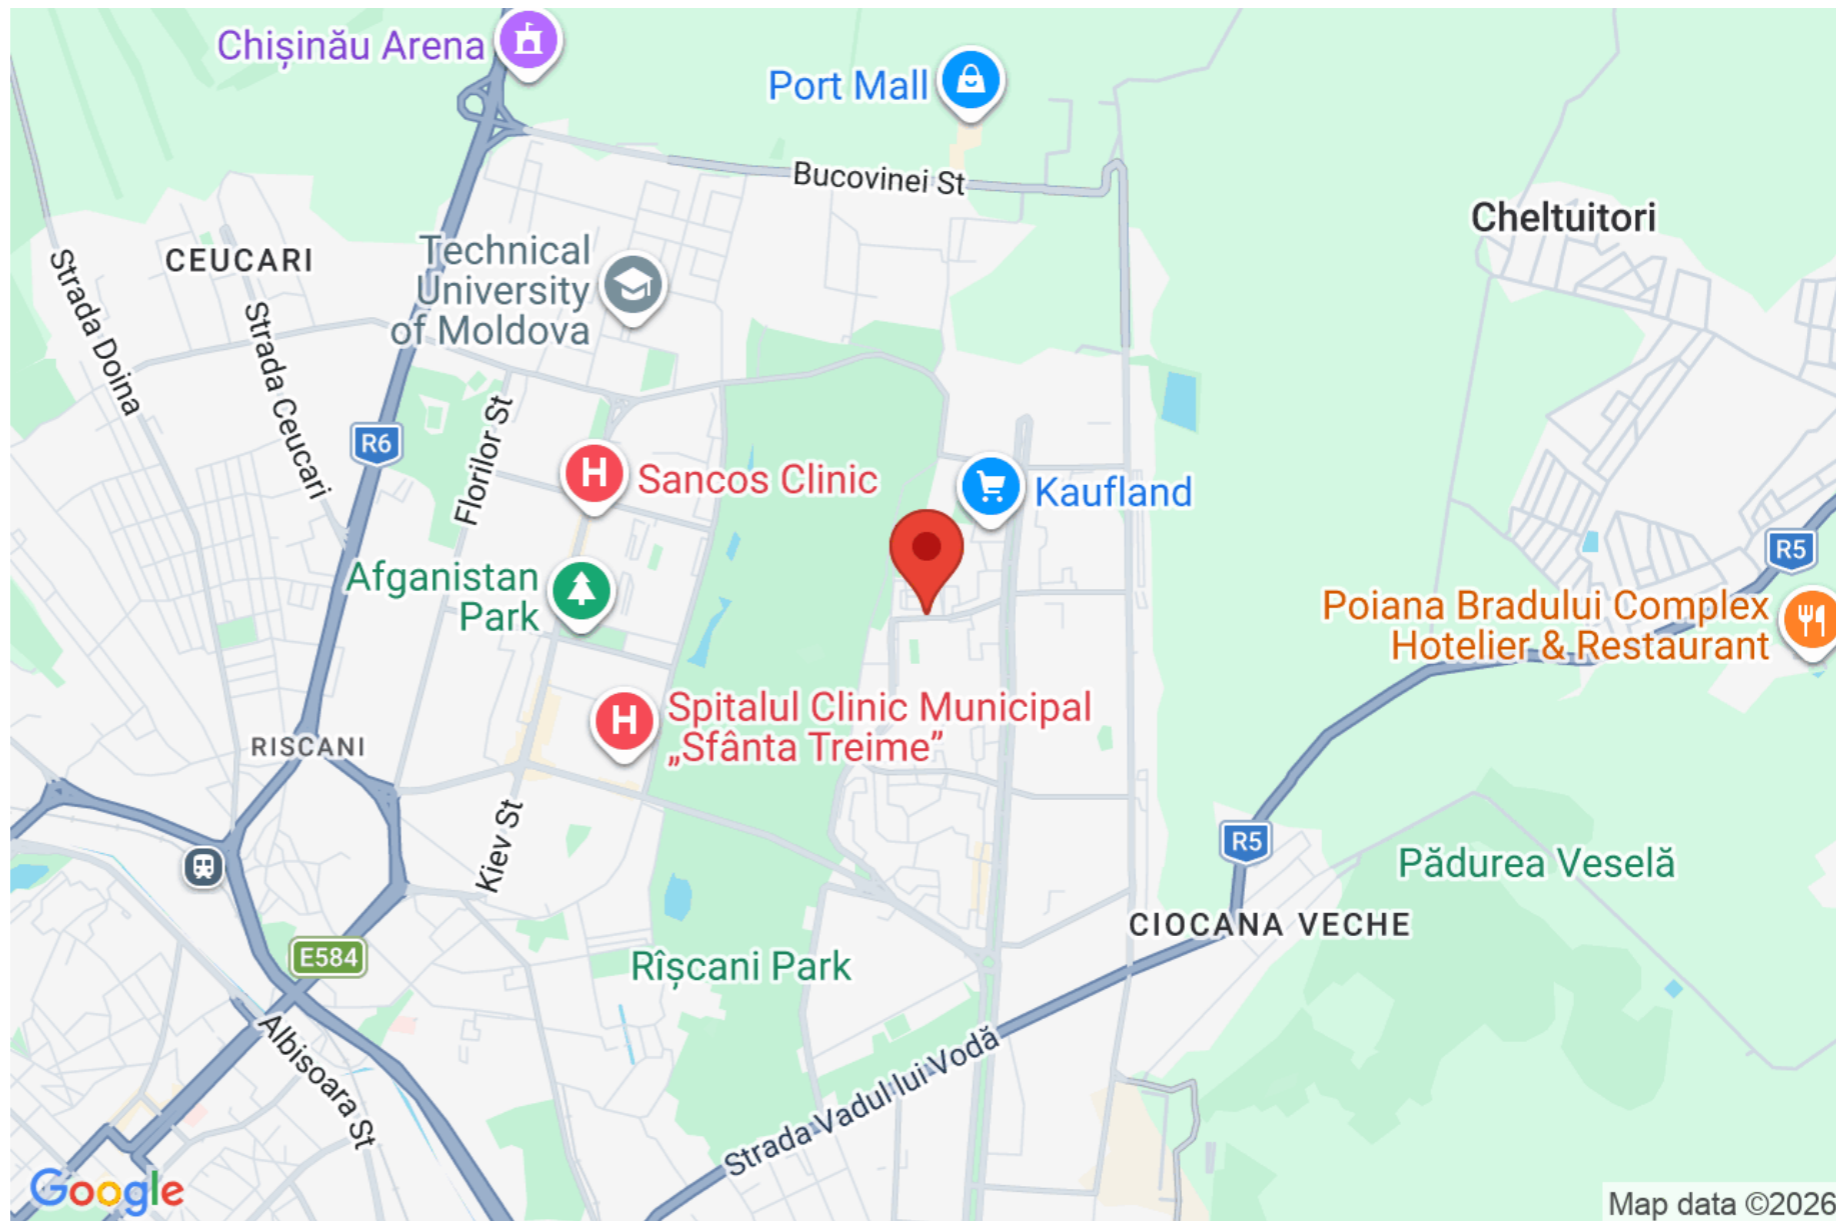 Chișinău Arena
Port Mall
Bucovinei St
Cheltuitori
CEUCARI
Technical
University
of Moldova
Strada Doina
Strada Ceucari
R6
Florilor St
Sancos Clinic
Kaufland
R5
Afganistan
Park
Poiana Bradului Complex
Hotelier & Restaurant
H
Spitalul Clinic Municipal
„Sfânta Treime”
H
RISCANI
Kiev St
R5
Pădurea Veselă
CIOCANA VECHE
E584
Rîșcani Park
Albisoara St
Strada Vadul lui Vodă
Google
Map data ©2026